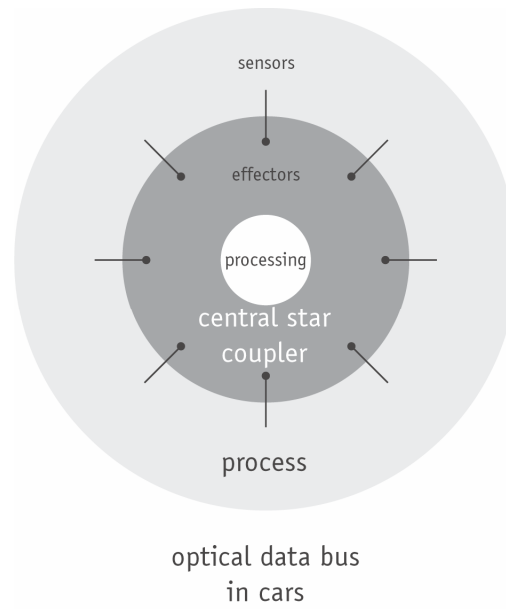 sensors
effectors
processing
central star
coupler
process
optical data bus
in cars